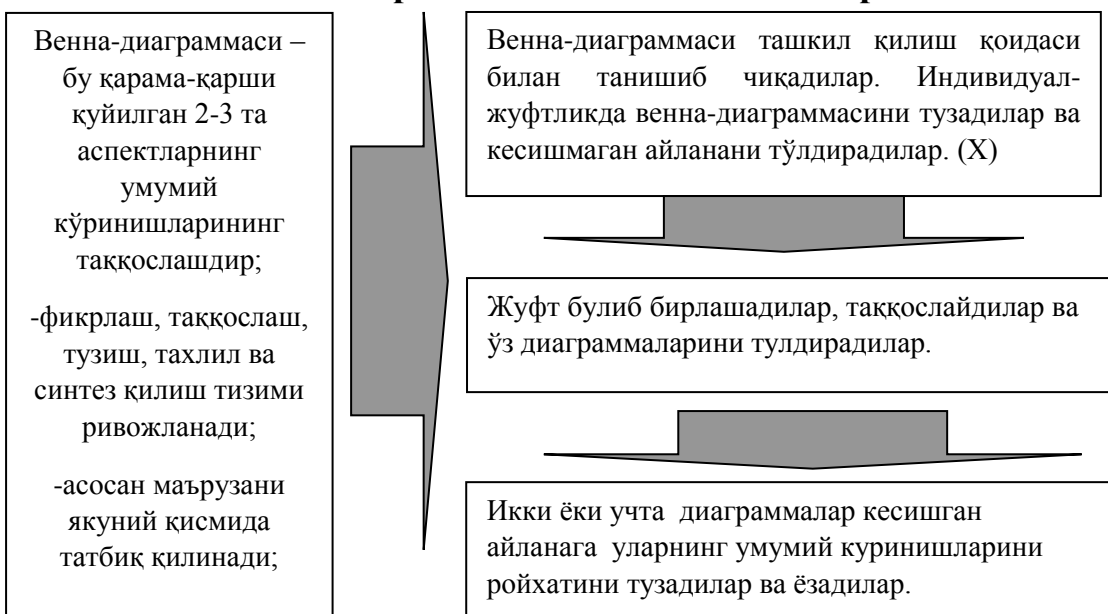 Венна-диаграммаси –
бу қарама-қарши
қуйилган 2-3 та
аспектларнинг
умумий
кўринишларининг
таққослашдир;
-фикрлаш, таққослаш,
тузиш, тахлил ва
синтез қилиш тизими
ривожланади;
-асосан маърузани
якуний қисмида
татбиқ қилинади;
Венна-диаграммаси ташкил қилиш қоидаси
билан танишиб чиқадилар. Индивидуал-
жуфтликда венна-диаграммасини тузадилар ва
кесишмаган айланани тўлдирадилар. (Х)
Жуфт булиб бирлашадилар, таққослайдилар ва
ўз диаграммаларини тулдирадилар.
Икки ёки учта диаграммалар кесишган
айланага уларнинг умумий куринишларини
ройхатини тузадилар ва ёзадилар.